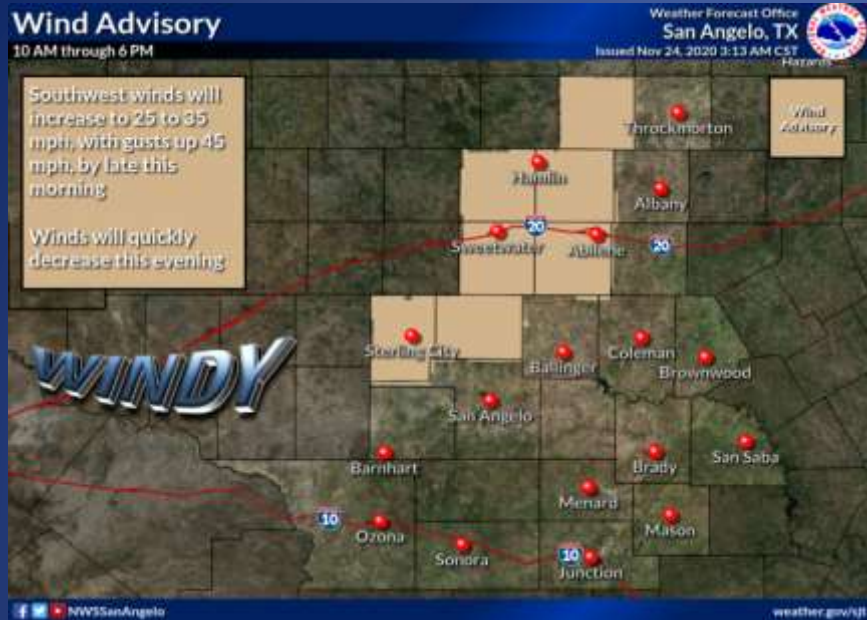 Wind Advisory
10 AM through 6 PM
Weather Forecast Office
San Angelo, TX
Issued Nov 24, 2020 3:13 AM CST
Hazards
Wind
Advisory
Southwest winds will
increase to 25 to 35
mph, with gusts up 45
mph, by late this
morning
Winds will quickly
decrease this evening
WINDY
Throckmorton
Hamlin
Albany
20
Sweetwater
Abilene
20
Sterling City
Ballinger
Coleman
Brownwood
San Angelo
Barnhart
Brady
San Saba
Menard
Mason
10
Ozona
Sonora
10
Junction
NWSSanAngelo
weather.gov/sjt